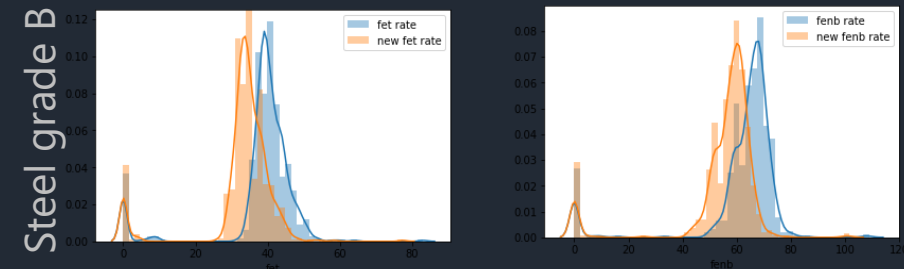 Steel grade B
0.12
0.10
0.08
0.06
0.04
0.02
0.00
0 20 40 60 80
fet
fet rate
new fet rate
0.08
0.07
0.06
0.05
0.04
0.03
0.02
0.01
0.00
0 20 40 60 80 100 120
fenb
fenb rate
new fenb rate